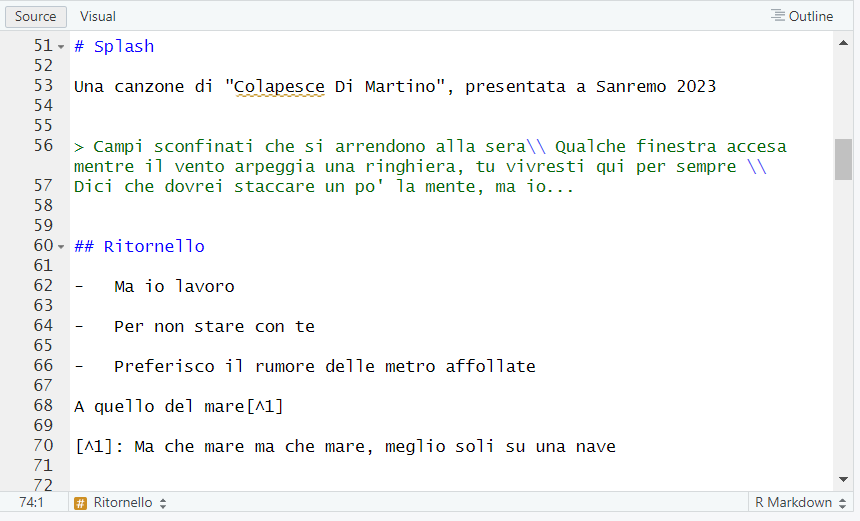 Source Visual Outline
51 # Splash
52
53 Una canzone di "Colapesce Di Martino", presentata a Sanremo 2023
54
55
56 > Campi sconfinati che si arrendono alla sera\\ Qualche finestra accesa
mentre il vento arpeggia una ringhiera, tu vivresti qui per sempre \\
57 Dici che dovrei staccare un po' la mente, ma io...
58
59
60 ## Ritornello
61
62 -   Ma io lavoro
63
64 -   Per non stare con te
65
66 -   Preferisco il rumore delle metro affollate
67
68 A quello del mare[^1]
69
70 [^1]: Ma che mare ma che mare, meglio soli su una nave
71
72
74:1 # Ritornello R Markdown